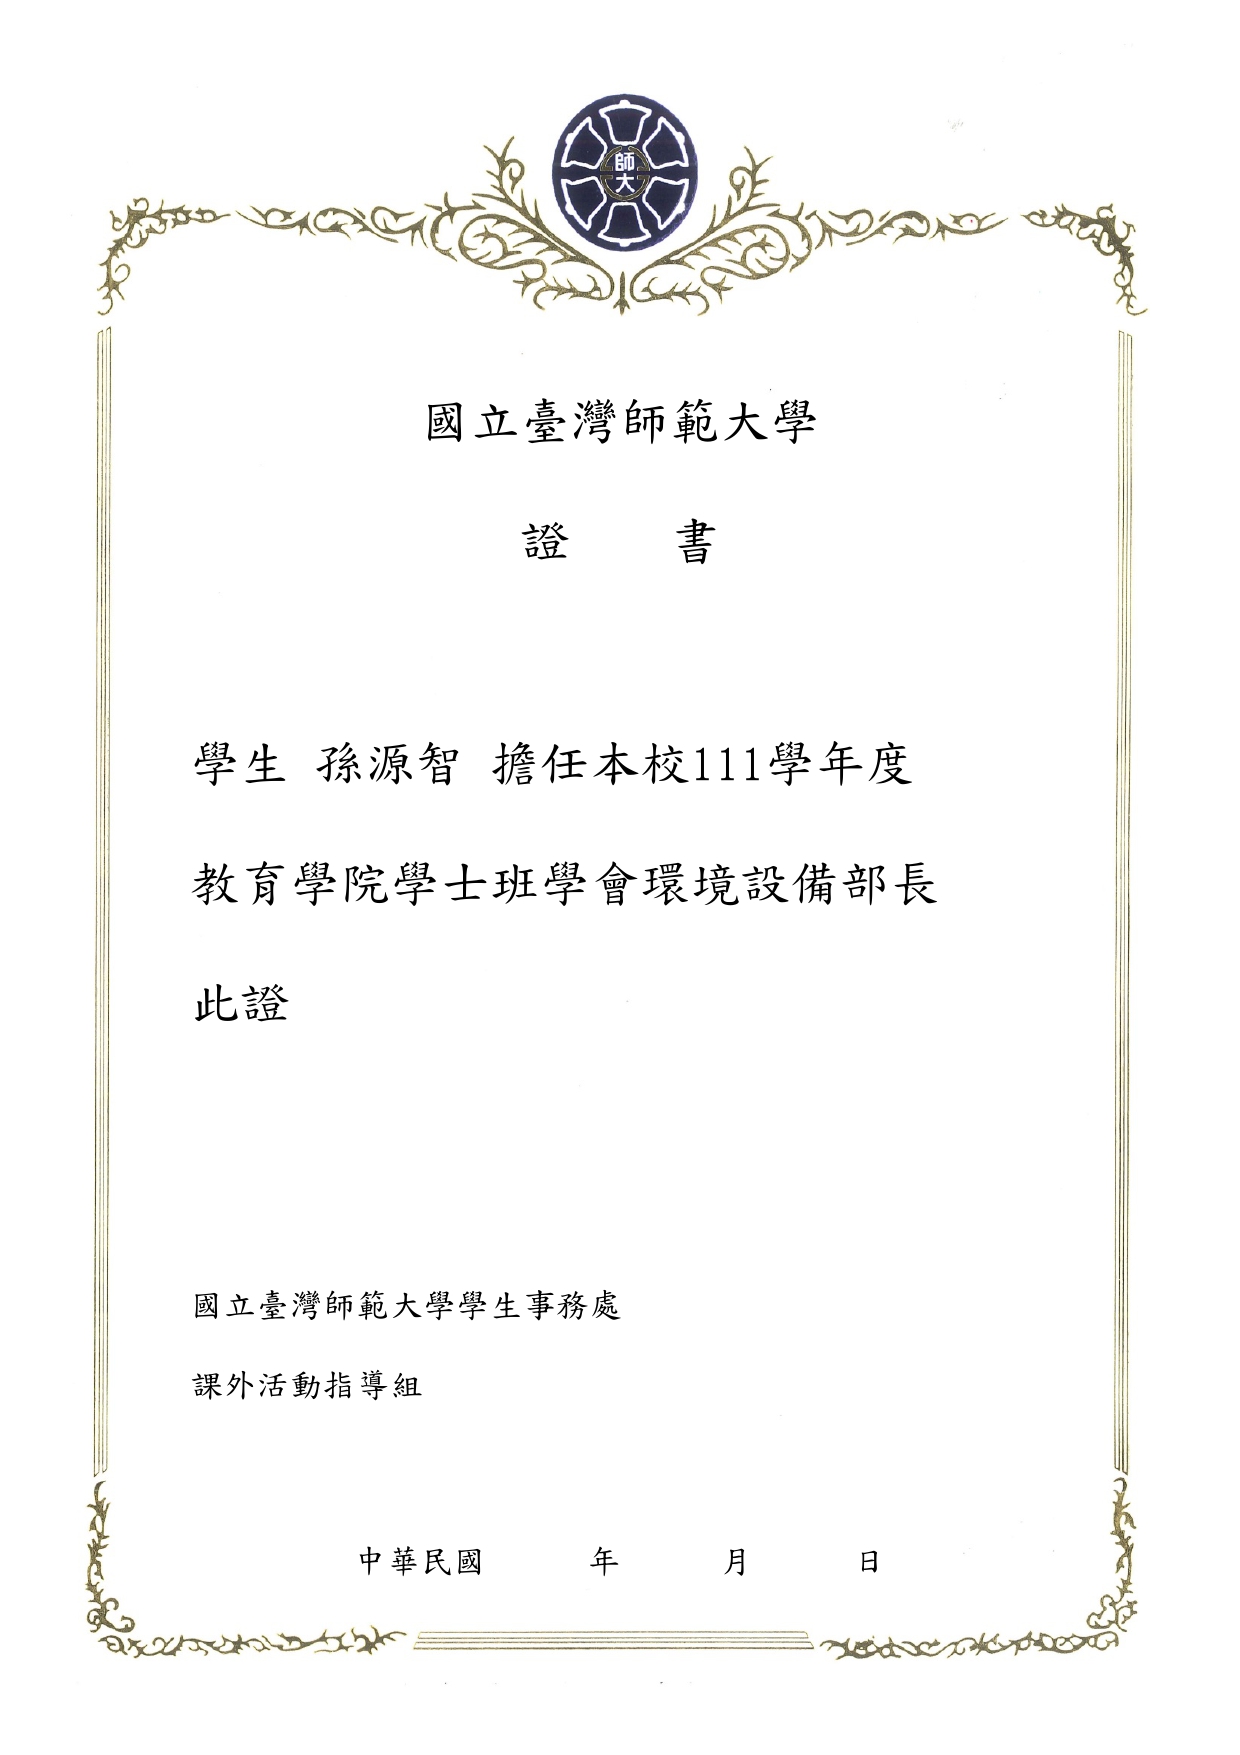 師大
國立臺灣師範大學
證 書
學生 孫源智 擔任本校111學年度
教育學院學士班學會環境設備部長
此證
國立臺灣師範大學學生事務處
課外活動指導組
中華民國 年 月 日